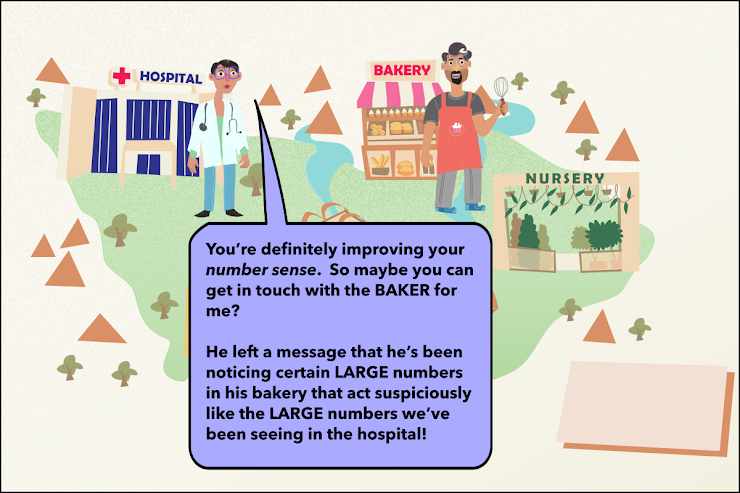 HOSPITAL
BAKERY
NURSERY
You’re definitely improving your
number sense.  So maybe you can
get in touch with the BAKER for
me?
He left a message that he’s been
noticing certain LARGE numbers
in his bakery that act suspiciously
like the LARGE numbers we’ve
been seeing in the hospital!